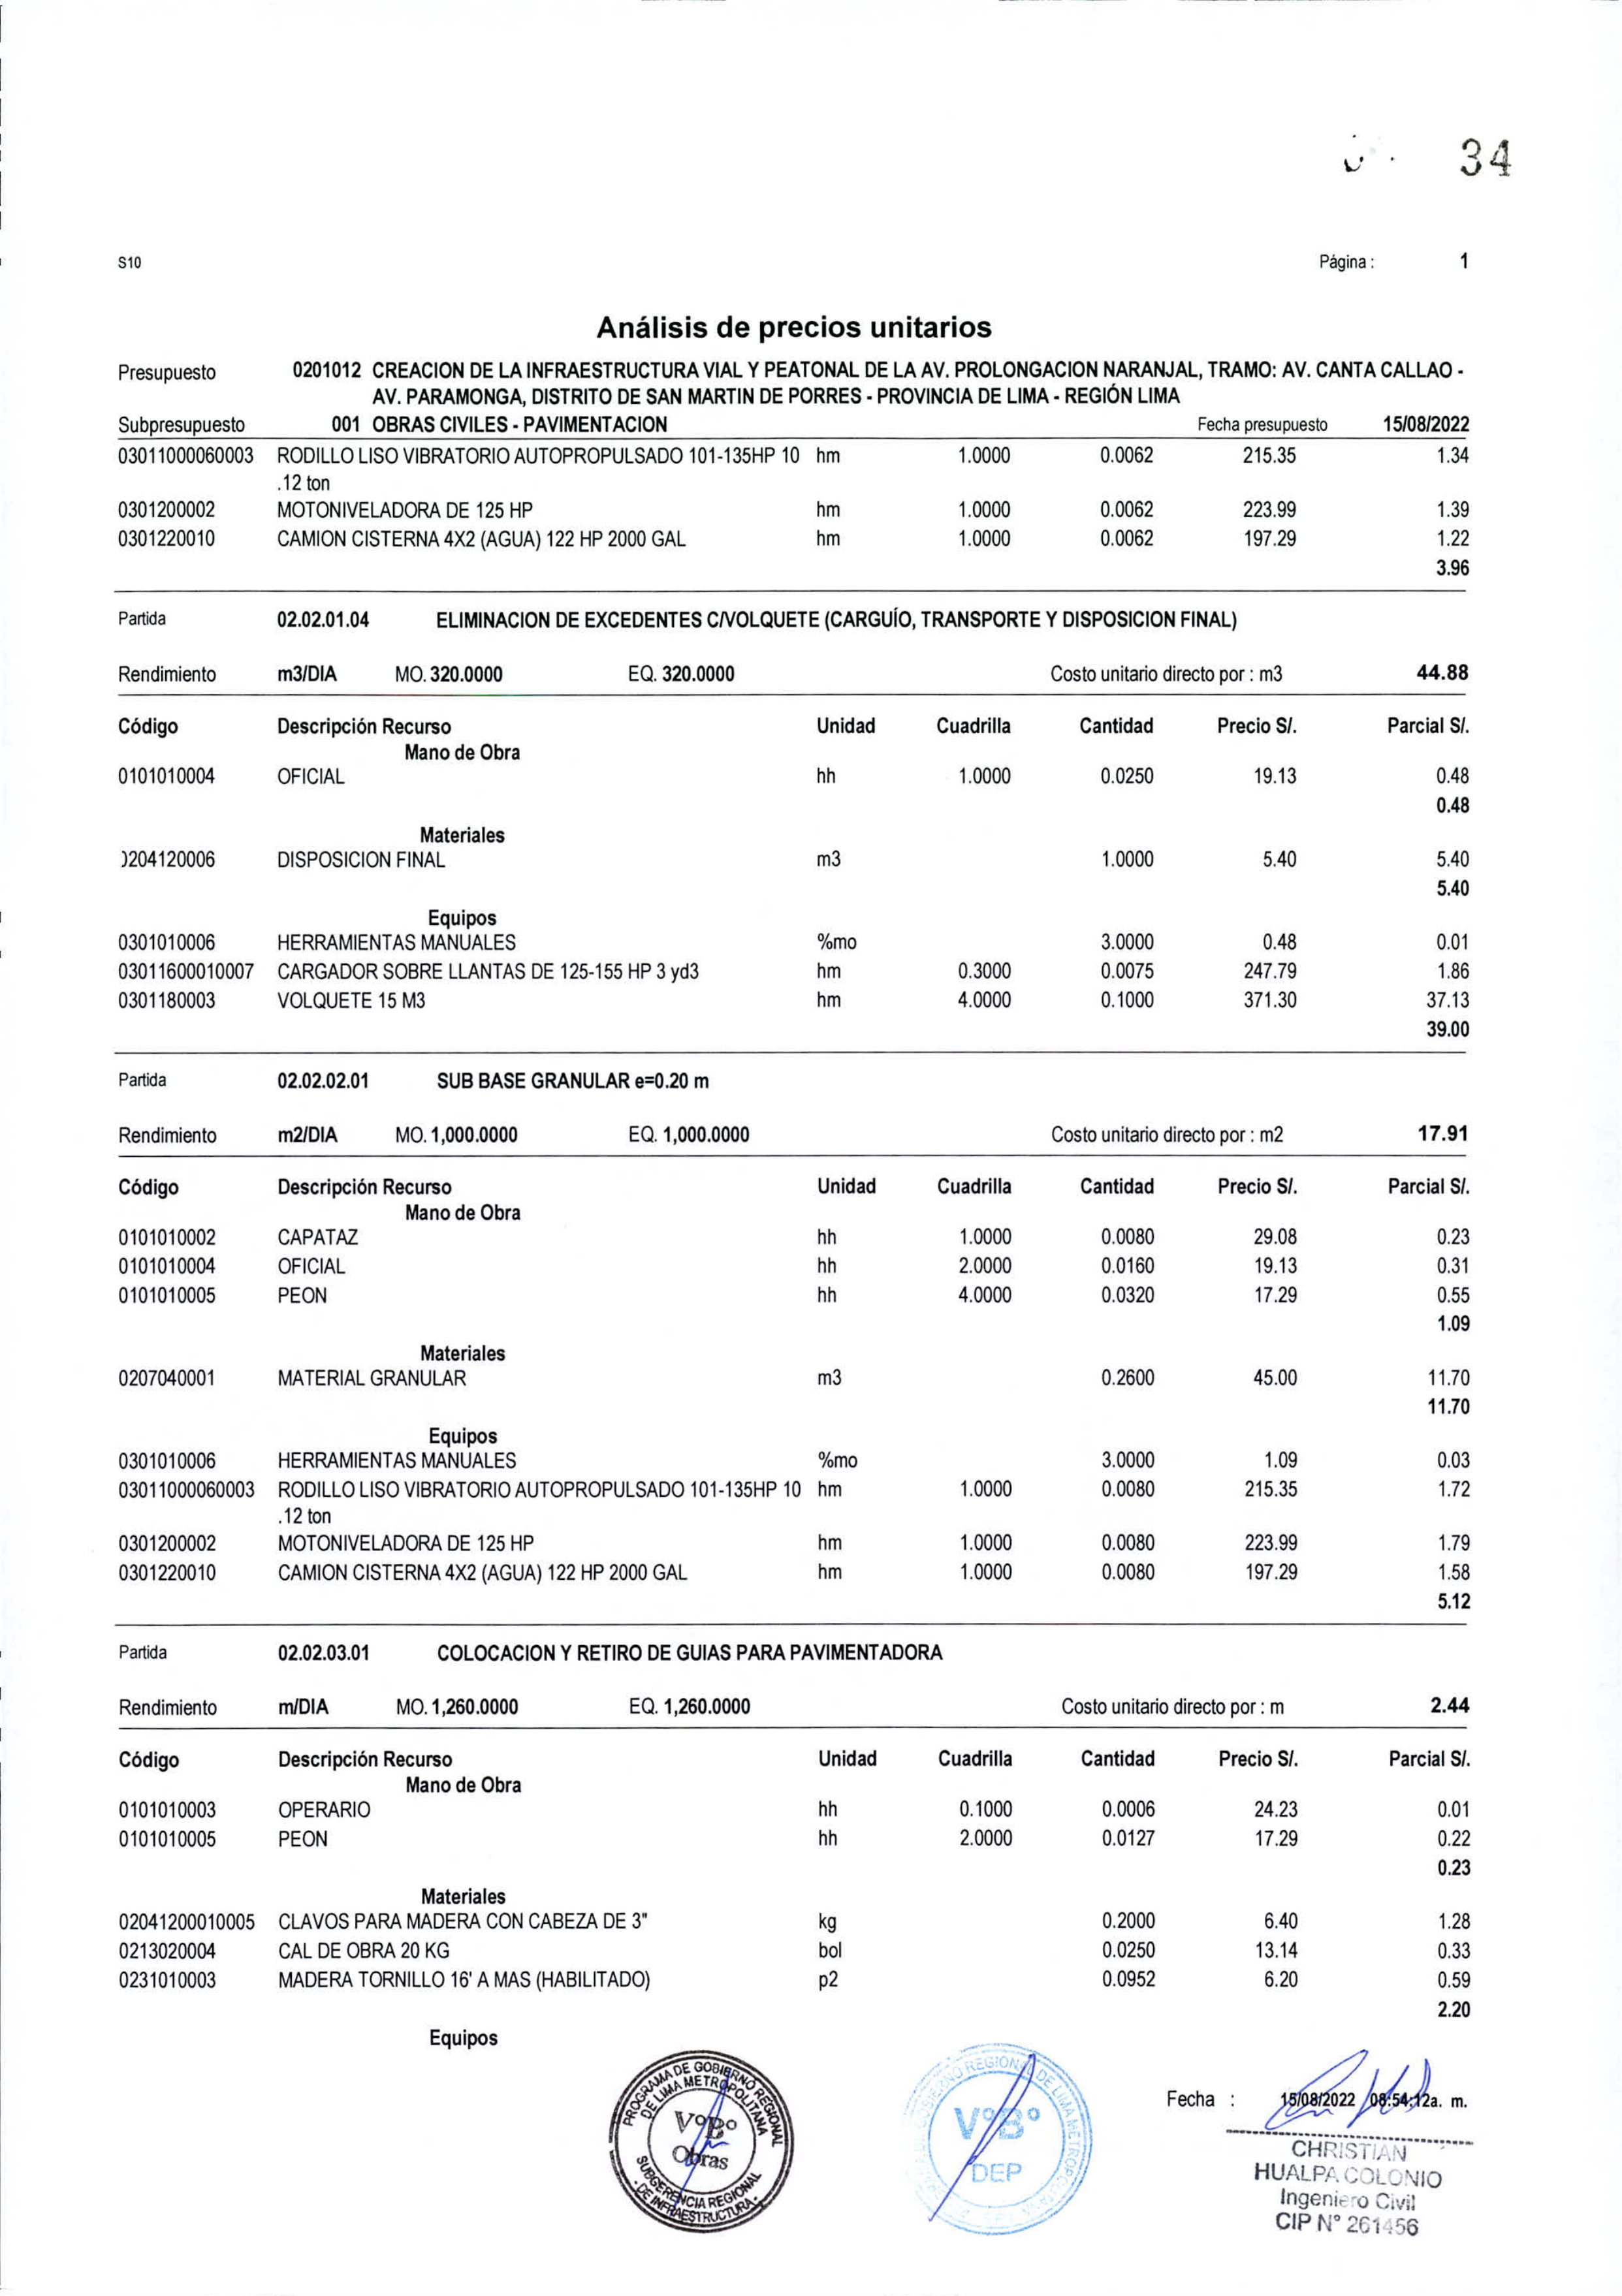 34
S10 Página : 1
Análisis de precios unitarios
Presupuesto 0201012 CREACION DE LA INFRAESTRUCTURA VIAL Y PEATONAL DE LA AV. PROLONGACION NARANJAL, TRAMO: AV. CANTA CALLAO -
AV. PARAMONGA, DISTRITO DE SAN MARTIN DE PORRES - PROVINCIA DE LIMA - REGIÓN LIMA
Subpresupuesto 001 OBRAS CIVILES - PAVIMENTACION Fecha presupuesto 15/08/2022
03011000060003 RODILLO LISO VIBRATORIO AUTOPROPULSADO 101-135HP 10 hm 1.0000 0.0062 215.35 1.34
.12 ton
0301200002 MOTONIVELADORA DE 125 HP hm 1.0000 0.0062 223.99 1.39
0301220010 CAMION CISTERNA 4X2 (AGUA) 122 HP 2000 GAL hm 1.0000 0.0062 197.29 1.22
3.96
Partida 02.02.01.04 ELIMINACION DE EXCEDENTES C/VOLQUETE (CARGUÍO, TRANSPORTE Y DISPOSICION FINAL)
Rendimiento m3/DIA MO. 320.0000 EQ. 320.0000 Costo unitario directo por : m3 44.88
Código Descripción Recurso Unidad Cuadrilla Cantidad Precio S/. Parcial S/.
Mano de Obra
0101010004 OFICIAL hh 1.0000 0.0250 19.13 0.48
0.48
Materiales
0204120006 DISPOSICION FINAL m3 1.0000 5.40 5.40
5.40
Equipos
0301010006 HERRAMIENTAS MANUALES %mo 3.0000 0.48 0.01
03011600010007 CARGADOR SOBRE LLANTAS DE 125-155 HP 3 yd3 hm 0.3000 0.0075 247.79 1.86
0301180003 VOLQUETE 15 M3 hm 4.0000 0.1000 371.30 37.13
39.00
Partida 02.02.02.01 SUB BASE GRANULAR e=0.20 m
Rendimiento m2/DIA MO. 1,000.0000 EQ. 1,000.0000 Costo unitario directo por : m2 17.91
Código Descripción Recurso Unidad Cuadrilla Cantidad Precio S/. Parcial S/.
Mano de Obra
0101010002 CAPATAZ hh 1.0000 0.0080 29.08 0.23
0101010004 OFICIAL hh 2.0000 0.0160 19.13 0.31
0101010005 PEON hh 4.0000 0.0320 17.29 0.55
1.09
Materiales
0207040001 MATERIAL GRANULAR m3 0.2600 45.00 11.70
11.70
Equipos
0301010006 HERRAMIENTAS MANUALES %mo 3.0000 1.09 0.03
03011000060003 RODILLO LISO VIBRATORIO AUTOPROPULSADO 101-135HP 10 hm 1.0000 0.0080 215.35 1.72
.12 ton
0301200002 MOTONIVELADORA DE 125 HP hm 1.0000 0.0080 223.99 1.79
0301220010 CAMION CISTERNA 4X2 (AGUA) 122 HP 2000 GAL hm 1.0000 0.0080 197.29 1.58
5.12
Partida 02.02.03.01 COLOCACION Y RETIRO DE GUIAS PARA PAVIMENTADORA
Rendimiento m/DIA MO. 1,260.0000 EQ. 1,260.0000 Costo unitario directo por : m 2.44
Código Descripción Recurso Unidad Cuadrilla Cantidad Precio S/. Parcial S/.
Mano de Obra
0101010003 OPERARIO hh 0.1000 0.0006 24.23 0.01
0101010005 PEON hh 2.0000 0.0127 17.29 0.22
0.23
Materiales
02041200010005 CLAVOS PARA MADERA CON CABEZA DE 3" kg 0.2000 6.40 1.28
0213020004 CAL DE OBRA 20 KG bol 0.0250 13.14 0.33
0231010003 MADERA TORNILLO 16' A MAS (HABILITADO) p2 0.0952 6.20 0.59
2.20
Equipos
PROGRAMA DE GOBIERNO REGIONAL
DE LIMA METROPOLITANA
V°B°
Obras
SUBGERENCIA REGIONAL
DE INFRAESTRUCTURA
GOBIERNO REGIONAL DE LIMA METROPOLITANA
V°B°
DEP
Fecha : 15/08/2022 08:54:12a. m.
CHRISTIAN
HUALPA COLONIO
Ingeniero Civil
CIP N° 261456